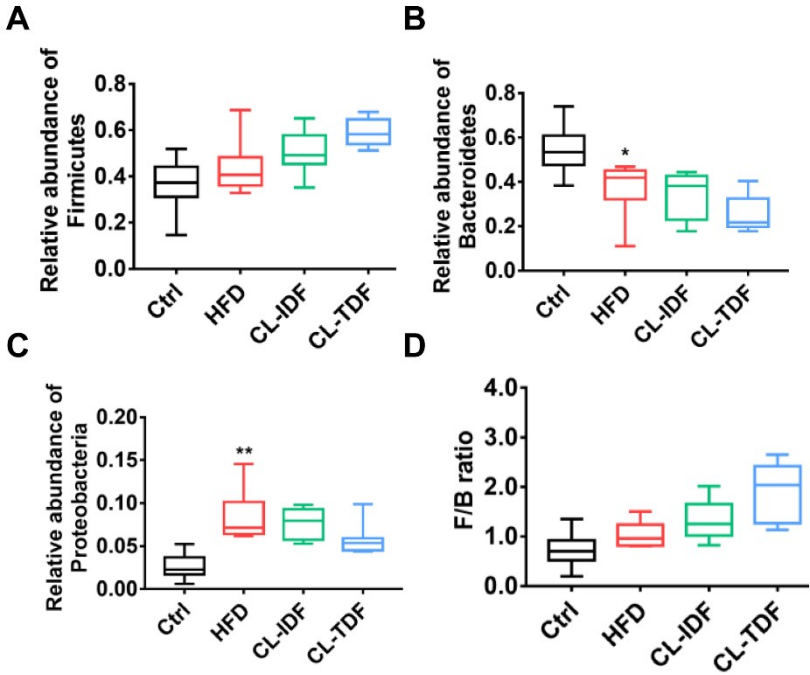 A
Relative abundance of
Firmicutes
0.8
0.6
0.4
0.2
0.0
Ctrl
HFD
CL-IDF
CL-TDF
B
Relative abundance of
Bacteroidetes
0.8
0.6
0.4
0.2
0.0
*
Ctrl
HFD
CL-IDF
CL-TDF
C
Relative abundance of
Proteobacteria
0.20
0.15
0.10
0.05
0.00
**
Ctrl
HFD
CL-IDF
CL-TDF
D
F/B ratio
4.0
3.0
2.0
1.0
0.0
Ctrl
HFD
CL-IDF
CL-TDF